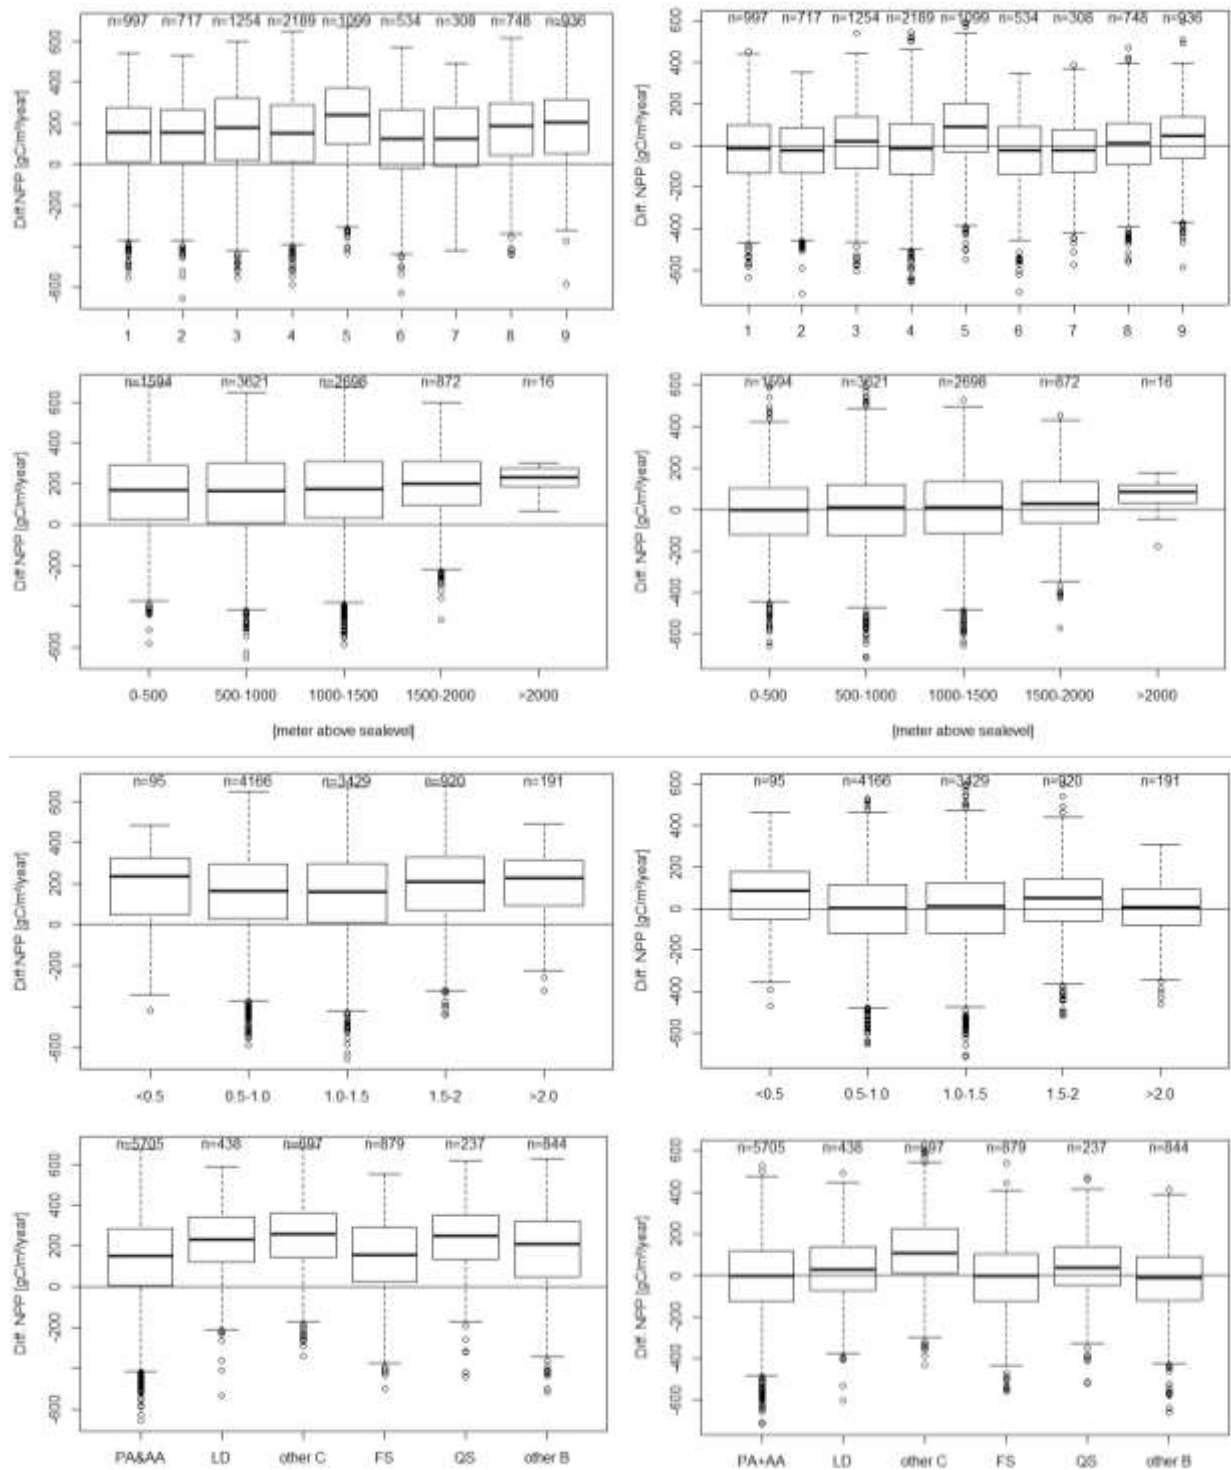 n=997 n=717 n=1254 n=2189 n=1099 n=534 n=308 n=748 n=936
600
400
200
0
-200
-600
Diff.NPP [gC/m²/year]
1 2 3 4 5 6 7 8 9
n=997 n=717 n=1254 n=2189 n=1099 n=534 n=308 n=748 n=936
600
400
200
0
-200
-400
-600
Diff. NPP [gC/m²/year]
1 2 3 4 5 6 7 8 9
n=1594 n=3621 n=2698 n=872 n=16
600
400
200
0
-200
-600
Diff.NPP [gC/m²/year]
0-500 500-1000 1000-1500 1500-2000 >2000
[meter above sealevel]
n=1594 n=3621 n=2698 n=872 n=16
600
400
200
0
-200
-400
-600
Diff. NPP [gC/m²/year]
0-500 500-1000 1000-1500 1500-2000 >2000
[meter above sealevel]
n=95 n=4166 n=3429 n=920 n=191
600
400
200
0
-200
-600
Diff.NPP [gC/m²/year]
<0.5 0.5-1.0 1.0-1.5 1.5-2 >2.0
n=95 n=4166 n=3429 n=920 n=191
600
400
200
0
-200
-400
-600
Diff. NPP [gC/m²/year]
<0.5 0.5-1.0 1.0-1.5 1.5-2 >2.0
n=5705 n=438 n=697 n=879 n=237 n=844
600
400
200
0
-200
-600
Diff. NPP [gC/m²/year]
PA&AA LD other C FS QS other B
n=5705 n=438 n=697 n=879 n=237 n=844
600
400
200
0
-200
-400
-600
Diff. NPP [gC/m²/year]
PA+AA LD other C FS QS other B